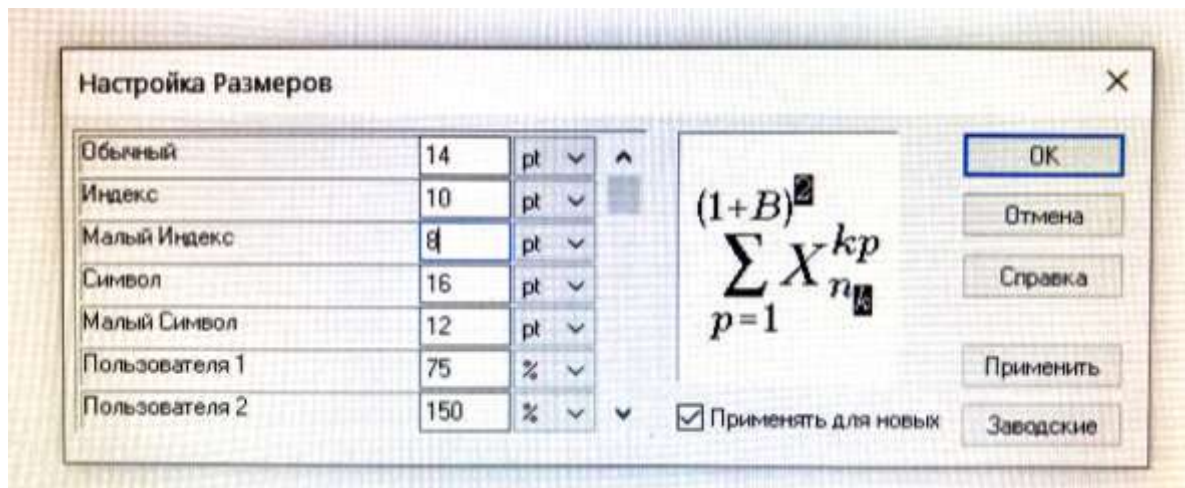 Настройка Размеров
Обычный 14 pt
Индекс 10 pt
Малый Индекс 8 pt
Символ 16 pt
Малый Символ 12 pt
Пользователя 1 75 %
Пользователя 2 150 %
(1+B)2
∑ X kp
n k
p=1
Применять для новых
OK
Отмена
Справка
Применить
Заводские